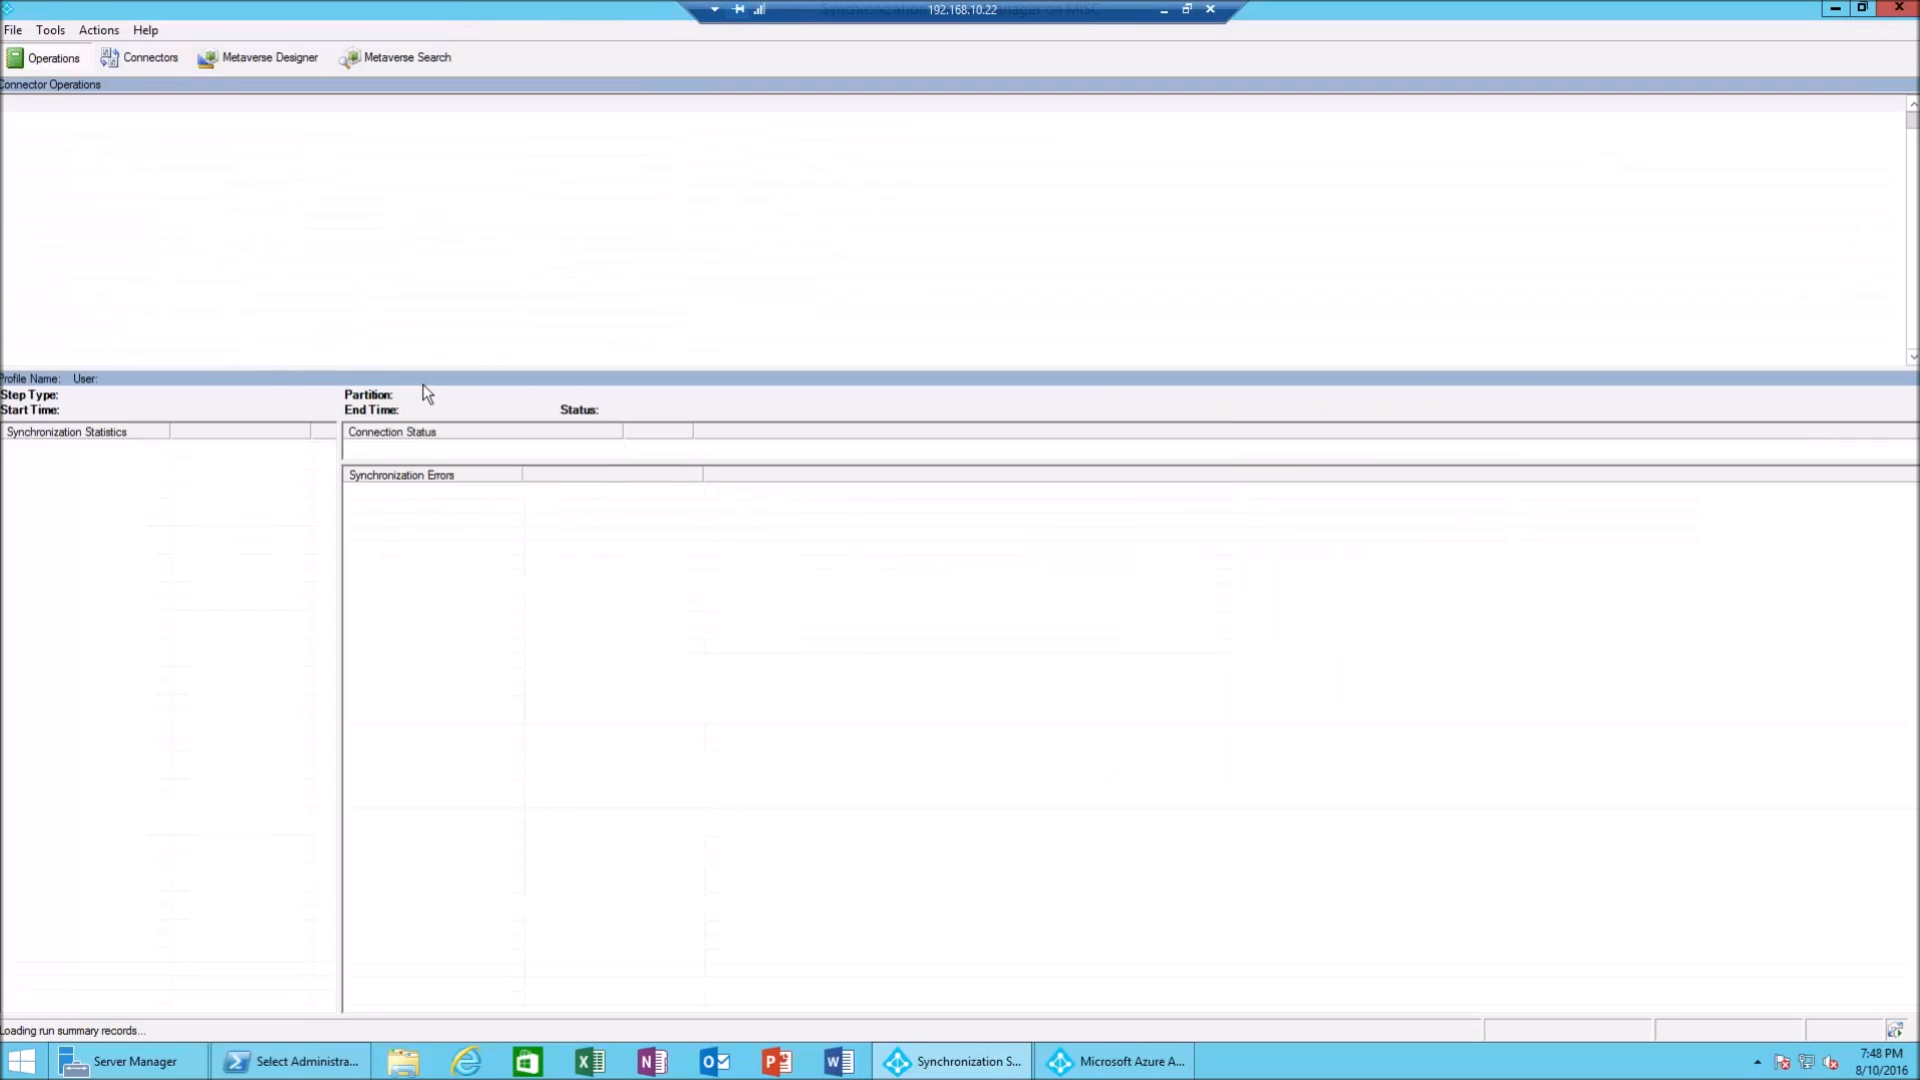 192.168.10.22
File Tools Actions Help
Operations Connectors Metaverse Designer Metaverse Search
Connector Operations
Profile Name: User:
Step Type: Partition:
Start Time: End Time: Status:
Synchronization Statistics Connection Status
Synchronization Errors
Loading run summary records...
Server Manager Select Administra... Synchronization S... Microsoft Azure A...
7:48 PM
8/10/2016